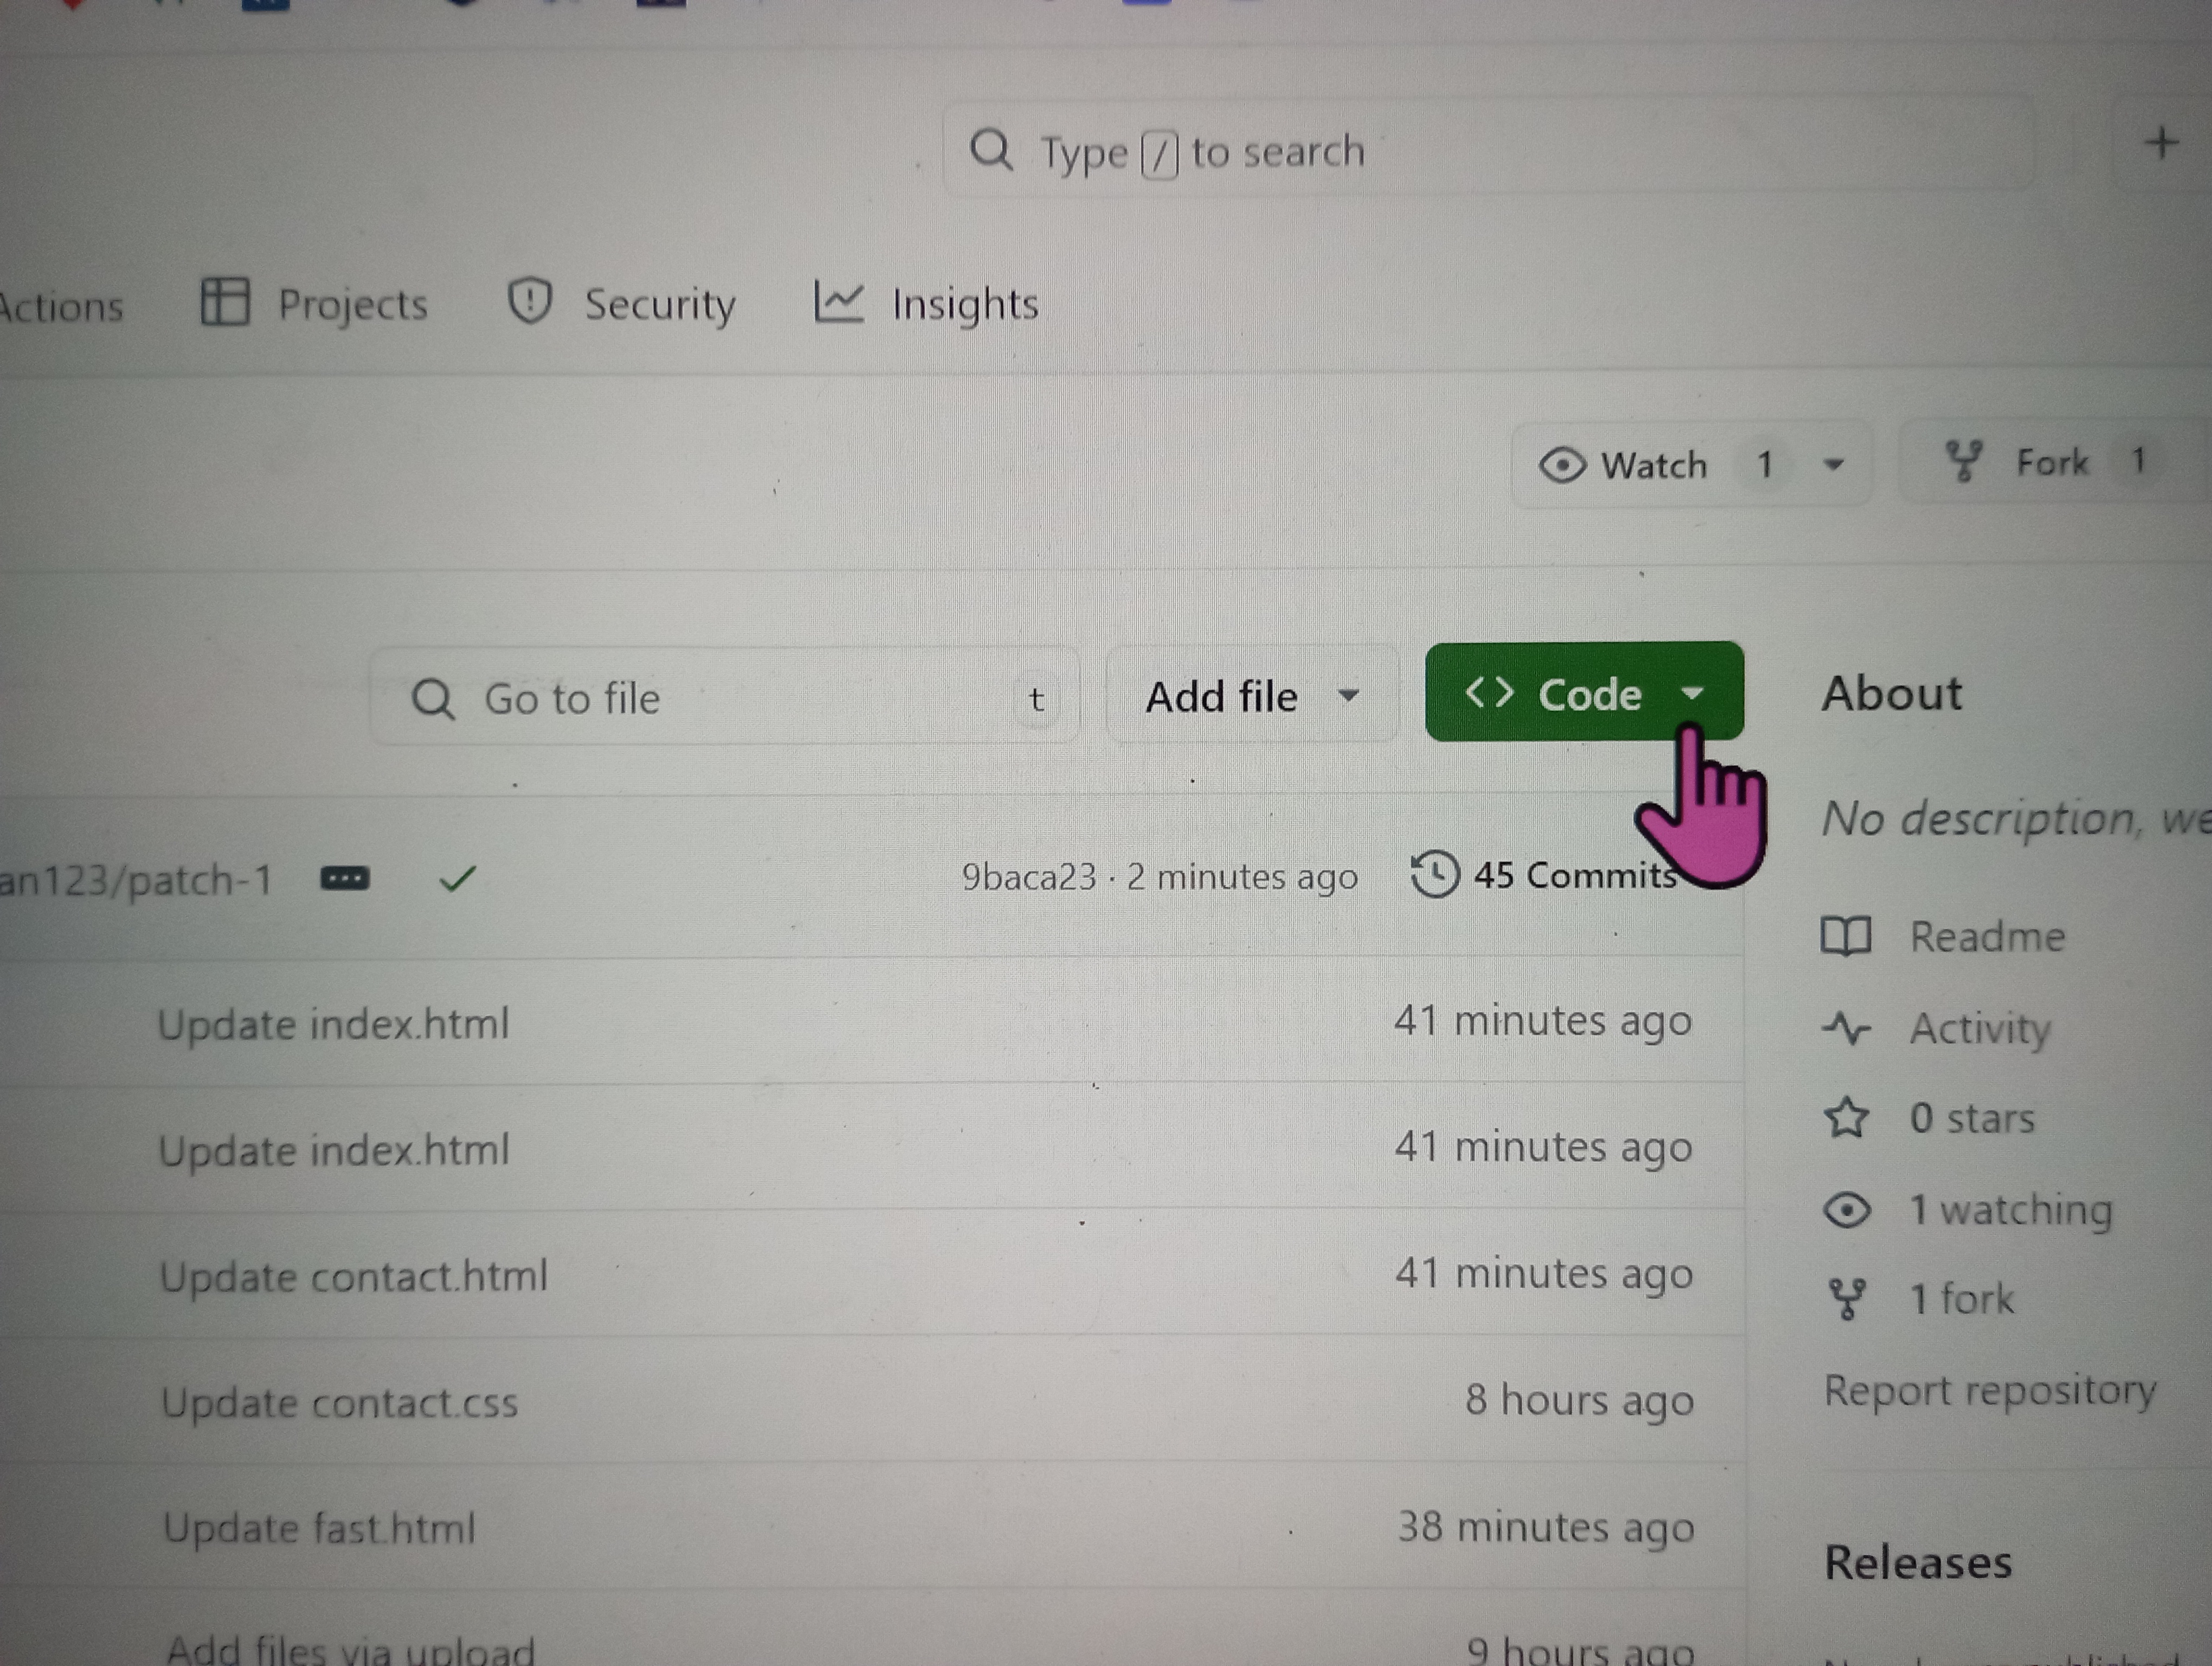 Type / to search
Actions Projects Security Insights
Watch 1 Fork 1
Go to file t Add file Code About
No description, we
an123/patch-1 9baca23 · 2 minutes ago 45 Commits
Readme
Update index.html 41 minutes ago
Activity
0 stars
Update index.html 41 minutes ago
1 watching
Update contact.html 41 minutes ago
1 fork
Update contact.css 8 hours ago
Report repository
Update fast.html 38 minutes ago
Releases
Add files via upload 9 hours ago